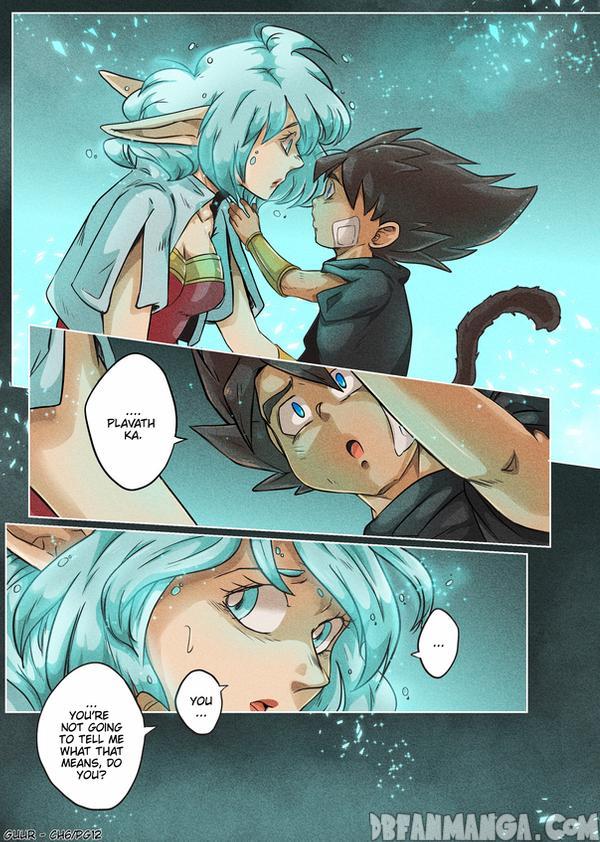 ....
PLAVATH
KA.
...
YOU
...
...
YOU'RE
NOT GOING
TO TELL ME
WHAT THAT
MEANS, DO
YOU?
GUUR - CH6/PG12
DBFANMANGA.COM